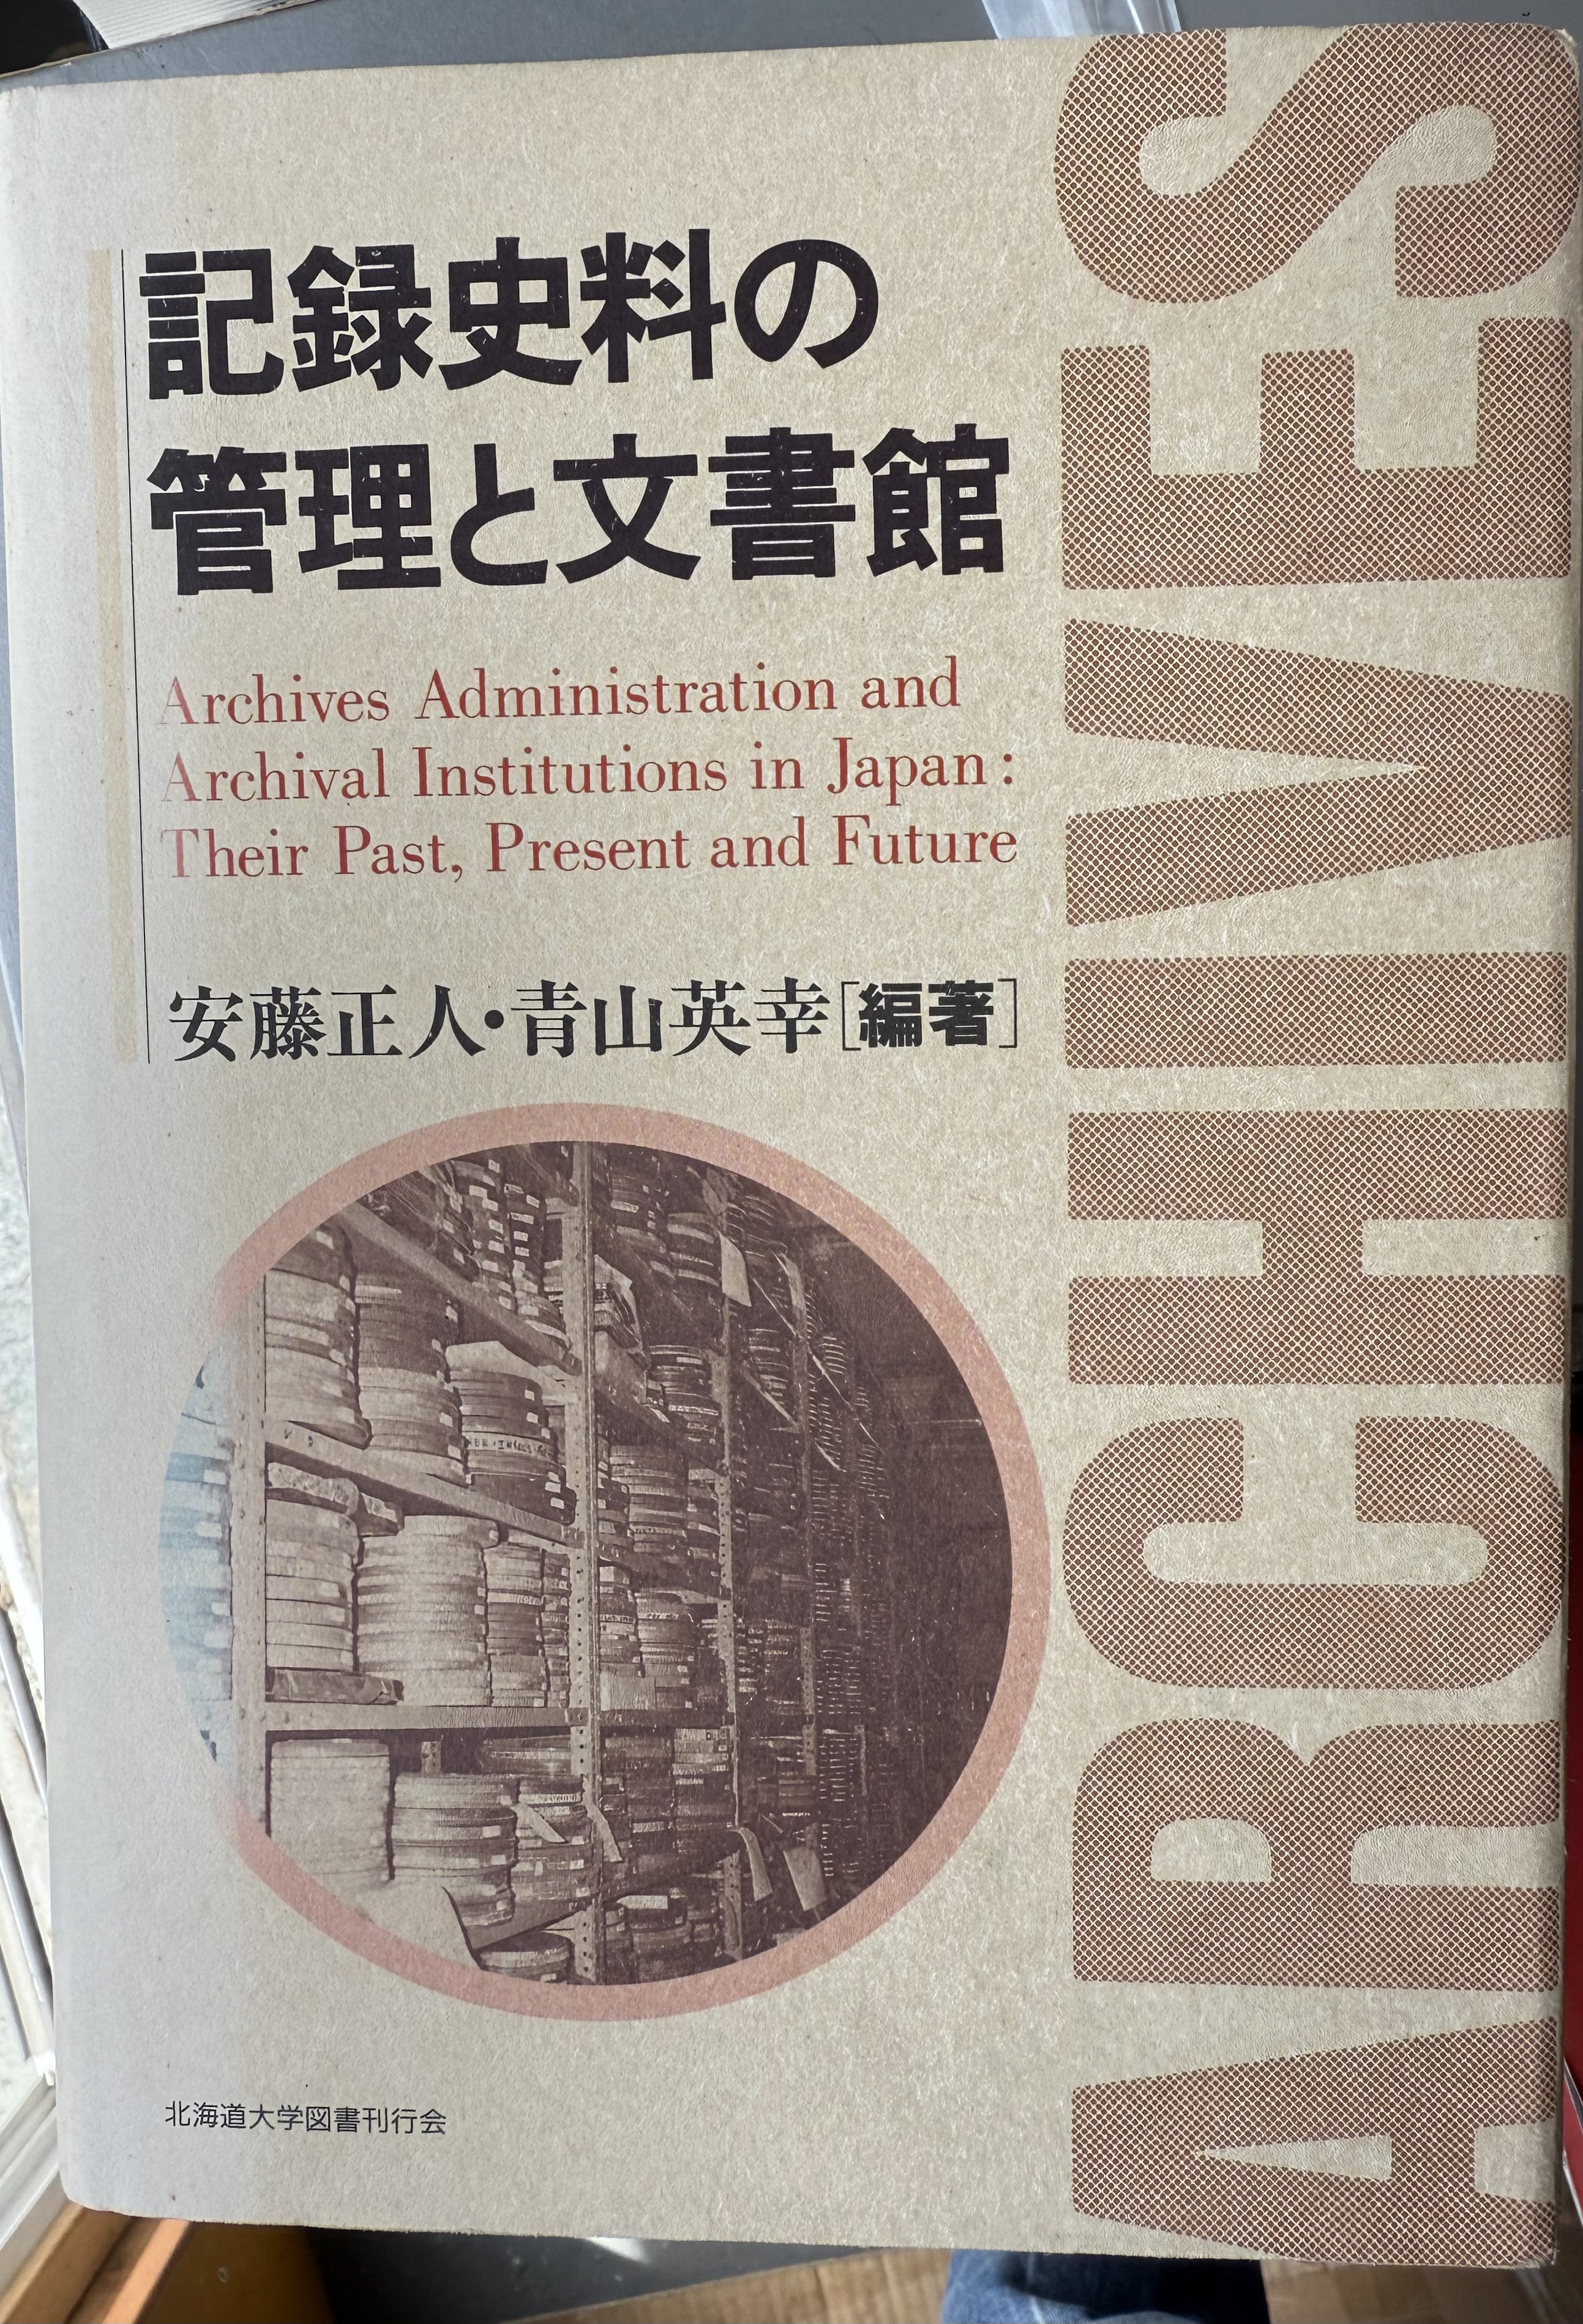 記録史料の
管理と文書館
Archives Administration and
Archival Institutions in Japan :
Their Past, Present and Future
安藤正人・青山英幸[編著]
北海道大学図書刊行会
ARCHIVES